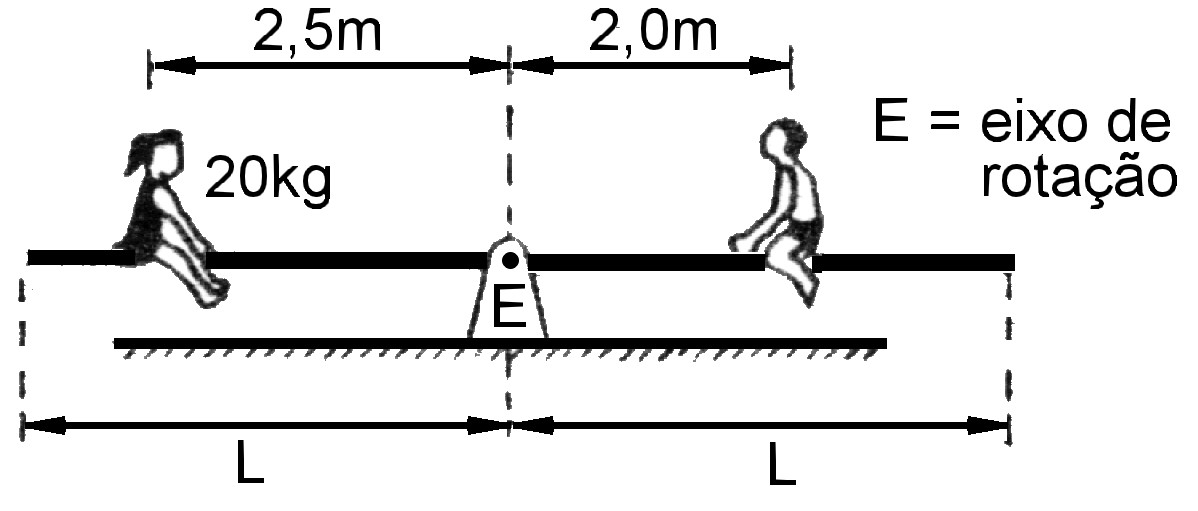 2,5m
2,0m
E = eixo de
rotação
20kg
E
L
L